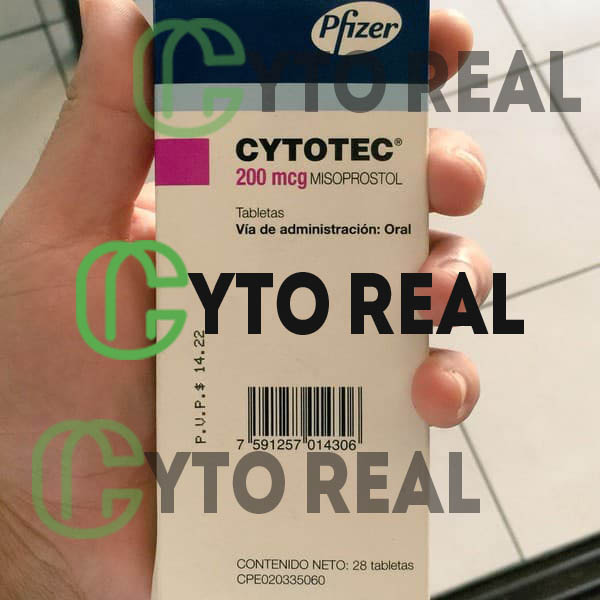 Pfizer
CYTO REAL
CYTOTEC®
200 mcg MISOPROSTOL
Tabletas
Vía de administración: Oral
CYTO REAL
P.V.P.$ 14.22
7 591257 014306
CYTO REAL
CONTENIDO NETO: 28 tabletas
CPE020335060